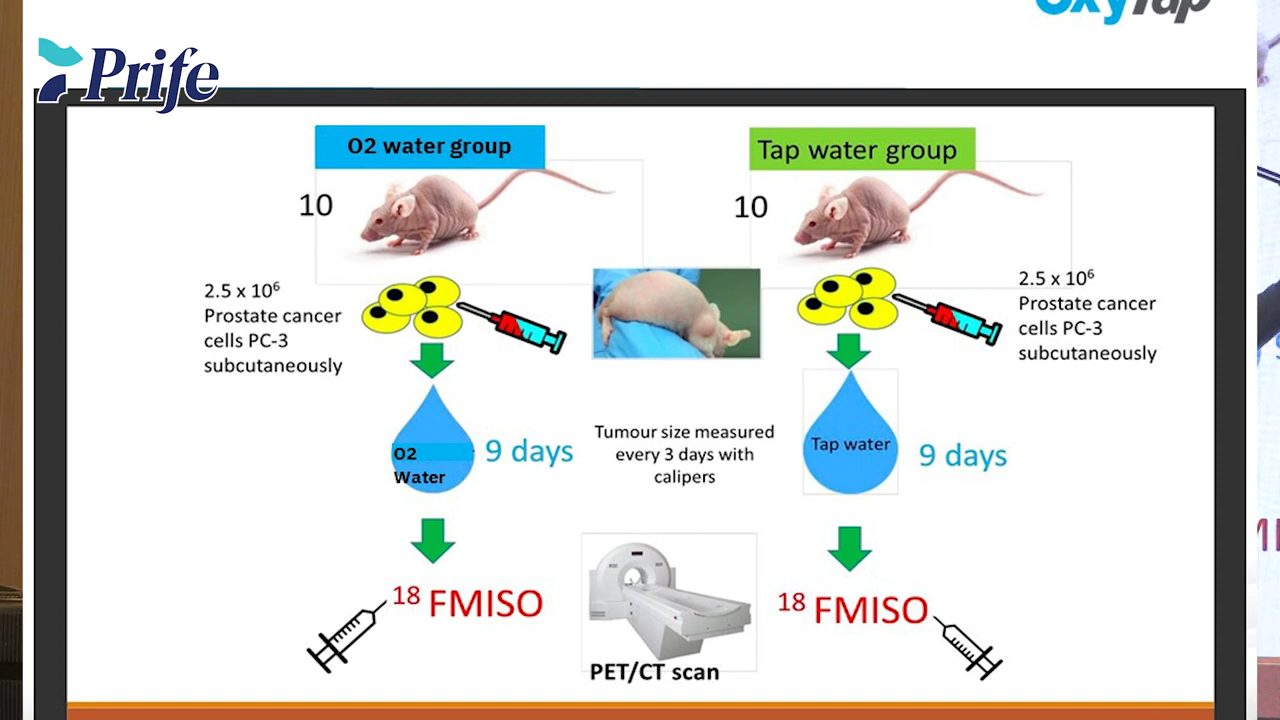 OxyTap
Prife
O2 water group
Tap water group
10
10
2.5 x 10⁶
Prostate cancer
cells PC-3
subcutaneously
2.5 x 10⁶
Prostate cancer
cells PC-3
subcutaneously
O2
Water
9 days
Tumour size measured
every 3 days with
calipers
Tap water
9 days
18 FMISO
18 FMISO
PET/CT scan